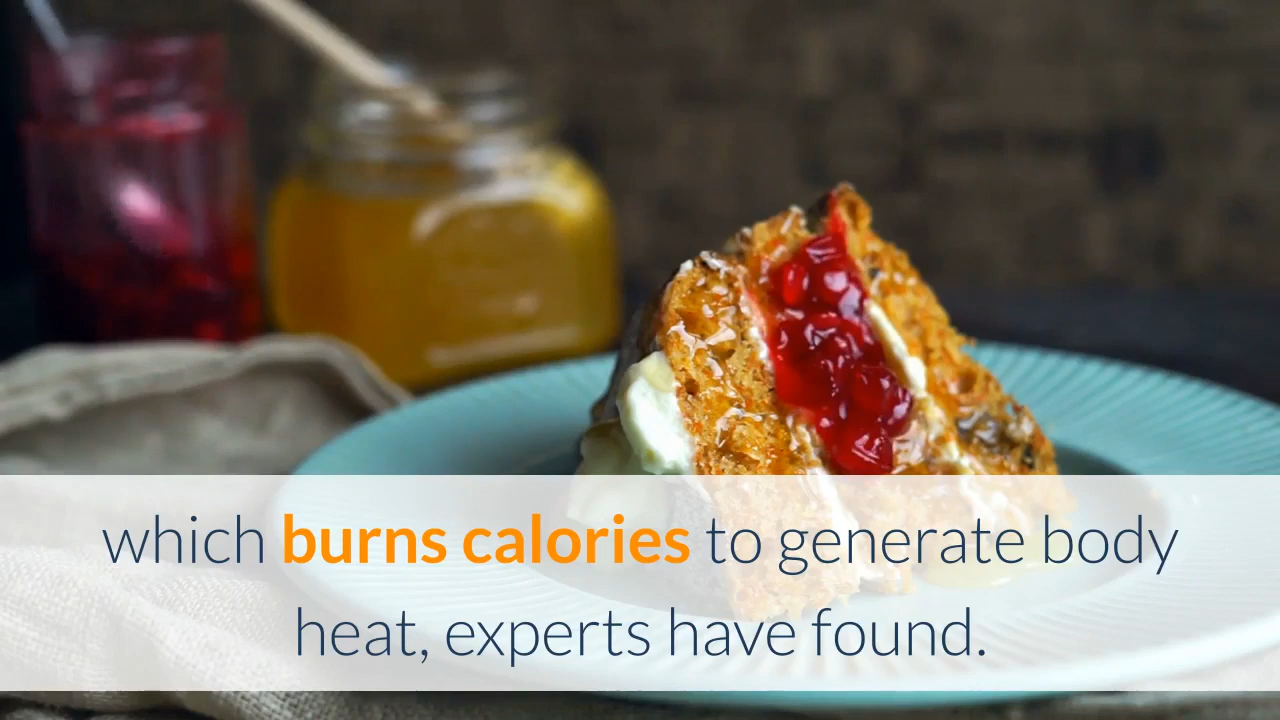 which burns calories to generate body
heat, experts have found.